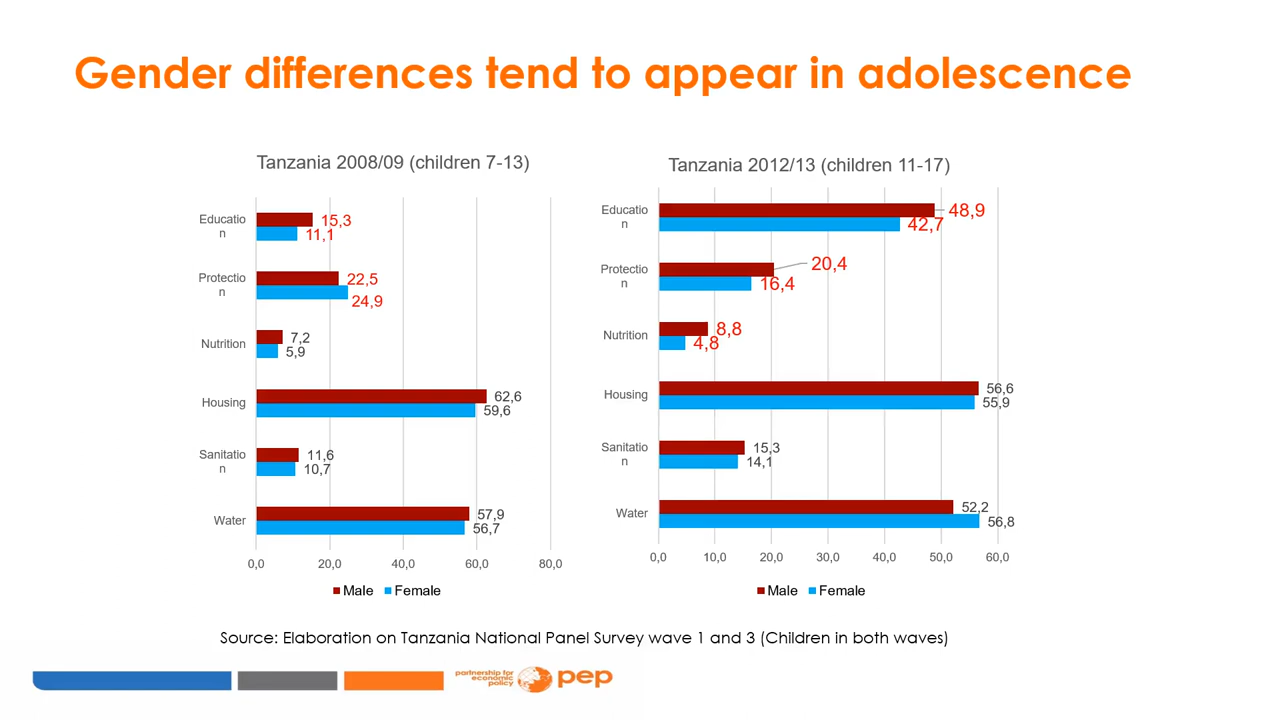 Gender differences tend to appear in adolescence
Tanzania 2008/09 (children 7-13)
Educatio
n
15,3
11,1
Protectio
n
22,5
24,9
Nutrition
7,2
5,9
Housing
62,6
59,6
Sanitatio
n
11,6
10,7
Water
57,9
56,7
0,0 20,0 40,0 60,0 80,0
Male Female
Tanzania 2012/13 (children 11-17)
Educatio
n
48,9
42,7
Protectio
n
20,4
16,4
Nutrition
8,8
4,8
Housing
56,6
55,9
Sanitatio
n
15,3
14,1
Water
52,2
56,8
0,0 10,0 20,0 30,0 40,0 50,0 60,0
Male Female
Source: Elaboration on Tanzania National Panel Survey wave 1 and 3 (Children in both waves)
partnership for
economic
policy
pep